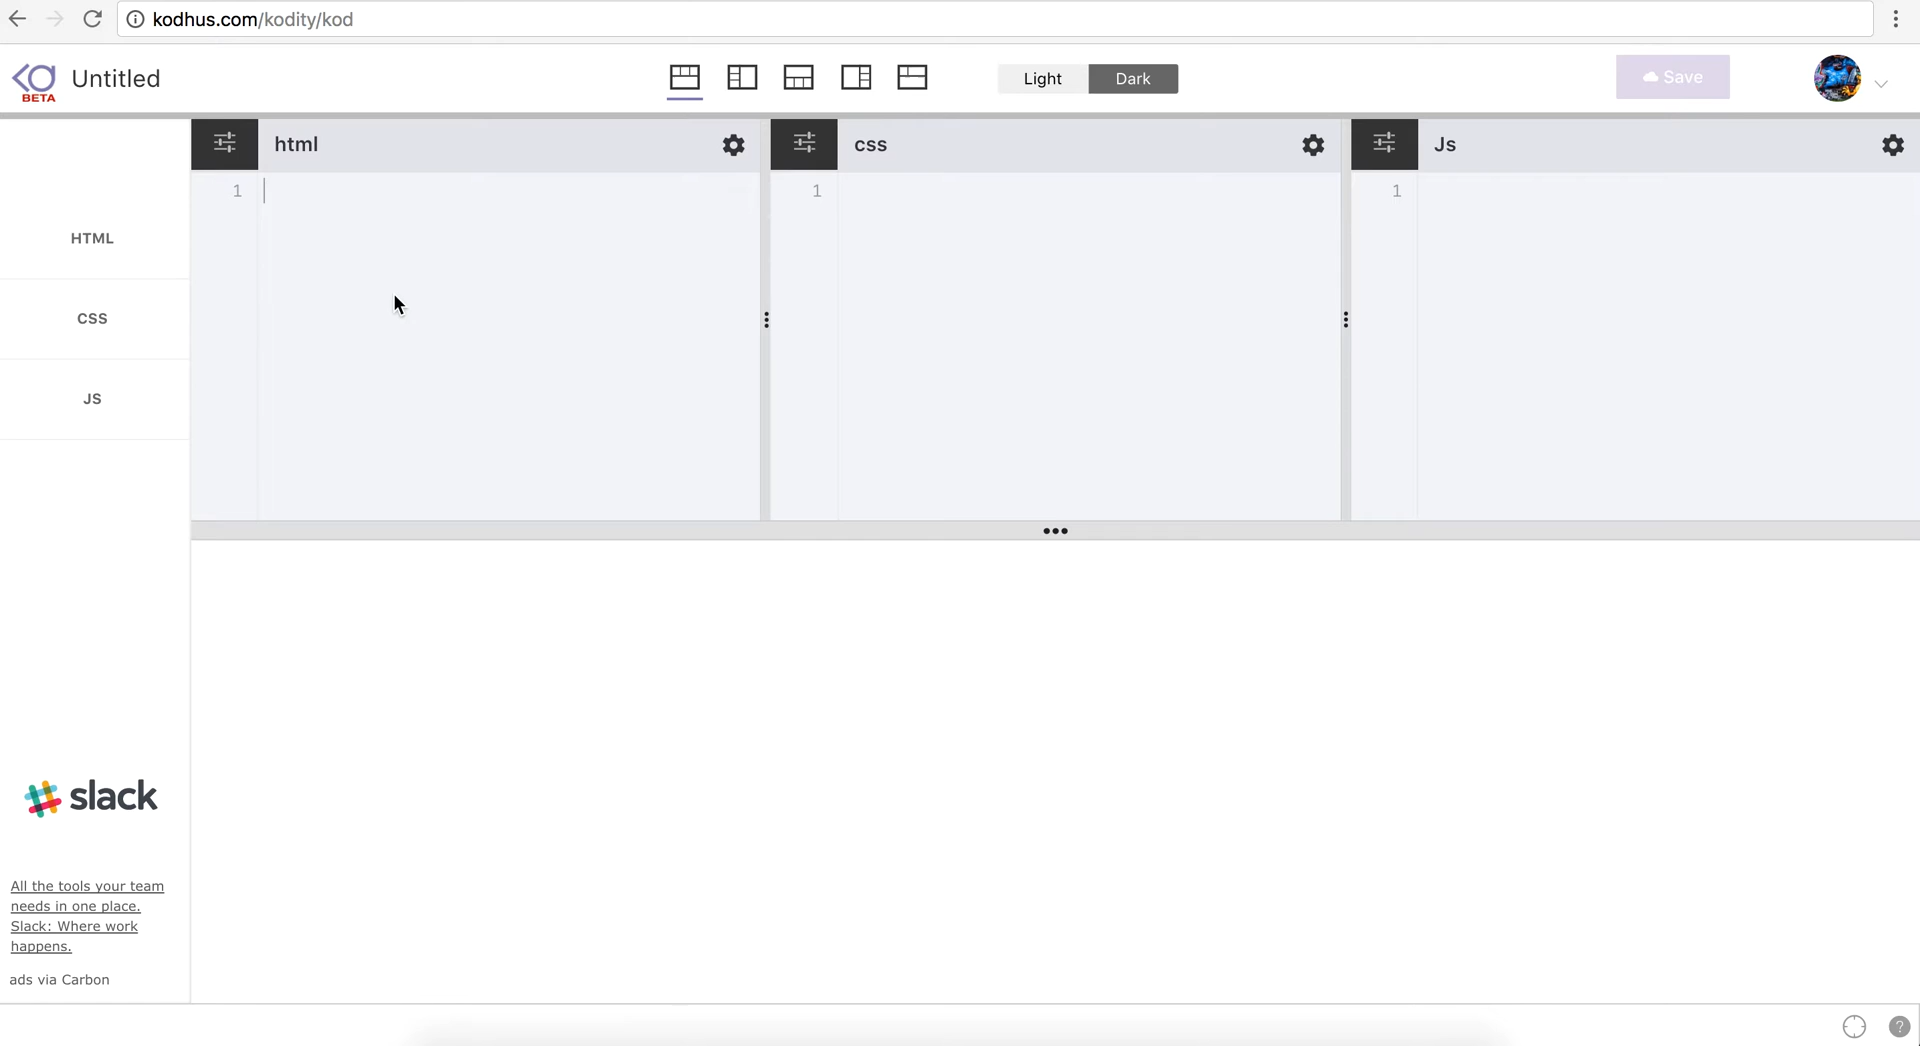 kodhus.com/kodity/kod
BETA
Untitled
Light
Dark
Save
html
css
Js
1
1
1
HTML
CSS
JS
slack
All the tools your team
needs in one place.
Slack: Where work
happens.
ads via Carbon
?